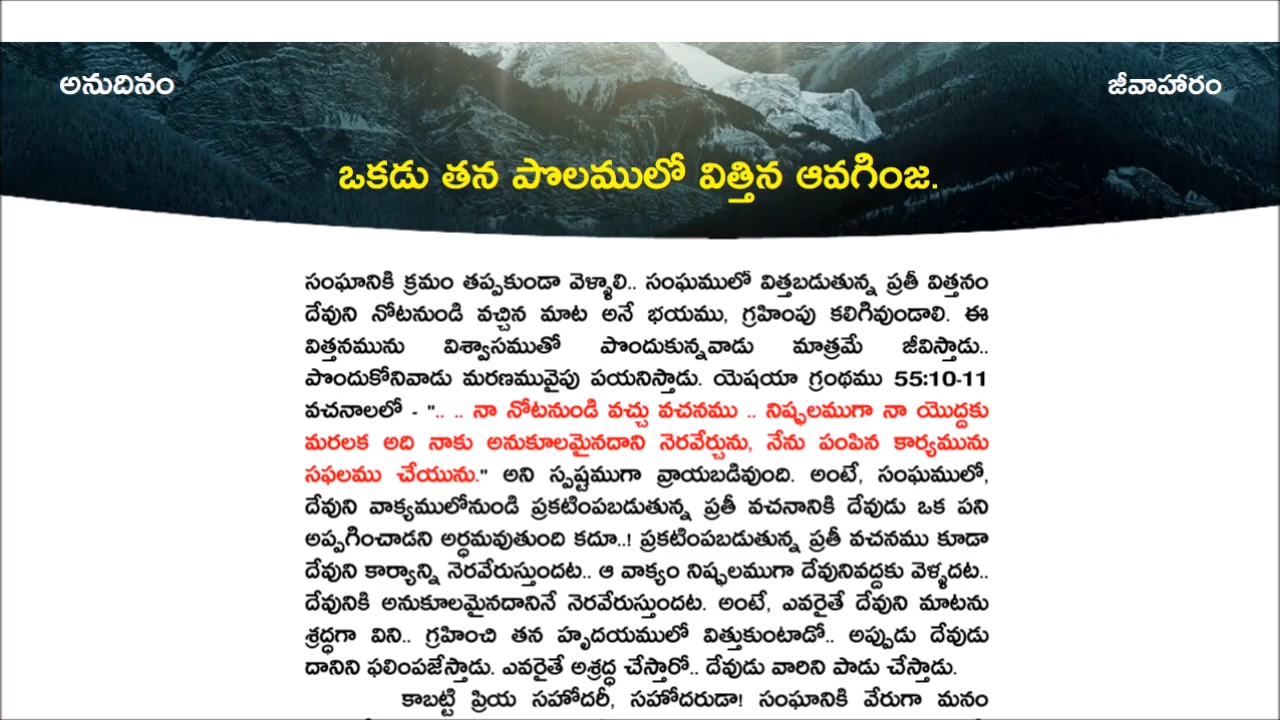 అనుదినం
జీవాహారం
ఒకడు తన పొలములో విత్తిన ఆవగింజ.
సంఘానికి క్రమం తప్పకుండా వెళ్ళాలి.. సంఘములో విత్తబడుతున్న ప్రతీ విత్తనం
దేవుని నోటనుండి వచ్చిన మాట అనే భయము, గ్రహింపు కలిగివుండాలి. ఈ
విత్తనమును విశ్వాసముతో పొందుకున్నవాడు మాత్రమే జీవిస్తాడు..
పొందుకోనివాడు మరణమువైపు పయనిస్తాడు. యెషయా గ్రంథము 55:10-11
వచనాలలో - ".. .. నా నోటనుండి వచ్చు వచనము .. నిష్ఫలముగా నా యొద్దకు
మరలక అది నాకు అనుకూలమైనదాని నెరవేర్చును, నేను పంపిన కార్యమును
సఫలము చేయును." అని స్పష్టముగా వ్రాయబడివుంది. అంటే, సంఘములో,
దేవుని వాక్యములోనుండి ప్రకటింపబడుతున్న ప్రతీ వచనానికి దేవుడు ఒక పని
అప్పగించాడని అర్ధమవుతుంది కదూ..! ప్రకటింపబడుతున్న ప్రతీ వచనము కూడా
దేవుని కార్యాన్ని నెరవేరుస్తుందట.. ఆ వాక్యం నిష్ఫలముగా దేవునివద్దకు వెళ్ళదట..
దేవునికి అనుకూలమైనదానినే నెరవేరుస్తుందట. అంటే, ఎవరైతే దేవుని మాటను
శ్రద్ధగా విని.. గ్రహించి తన హృదయములో విత్తుకుంటాడో.. అప్పుడు దేవుడు
దానిని ఫలింపజేస్తాడు. ఎవరైతే అశ్రద్ధ చేస్తారో.. దేవుడు వారిని పాడు చేస్తాడు.
కాబట్టి ప్రియ సహోదరీ, సహోదరుడా! సంఘానికి వేరుగా మనం